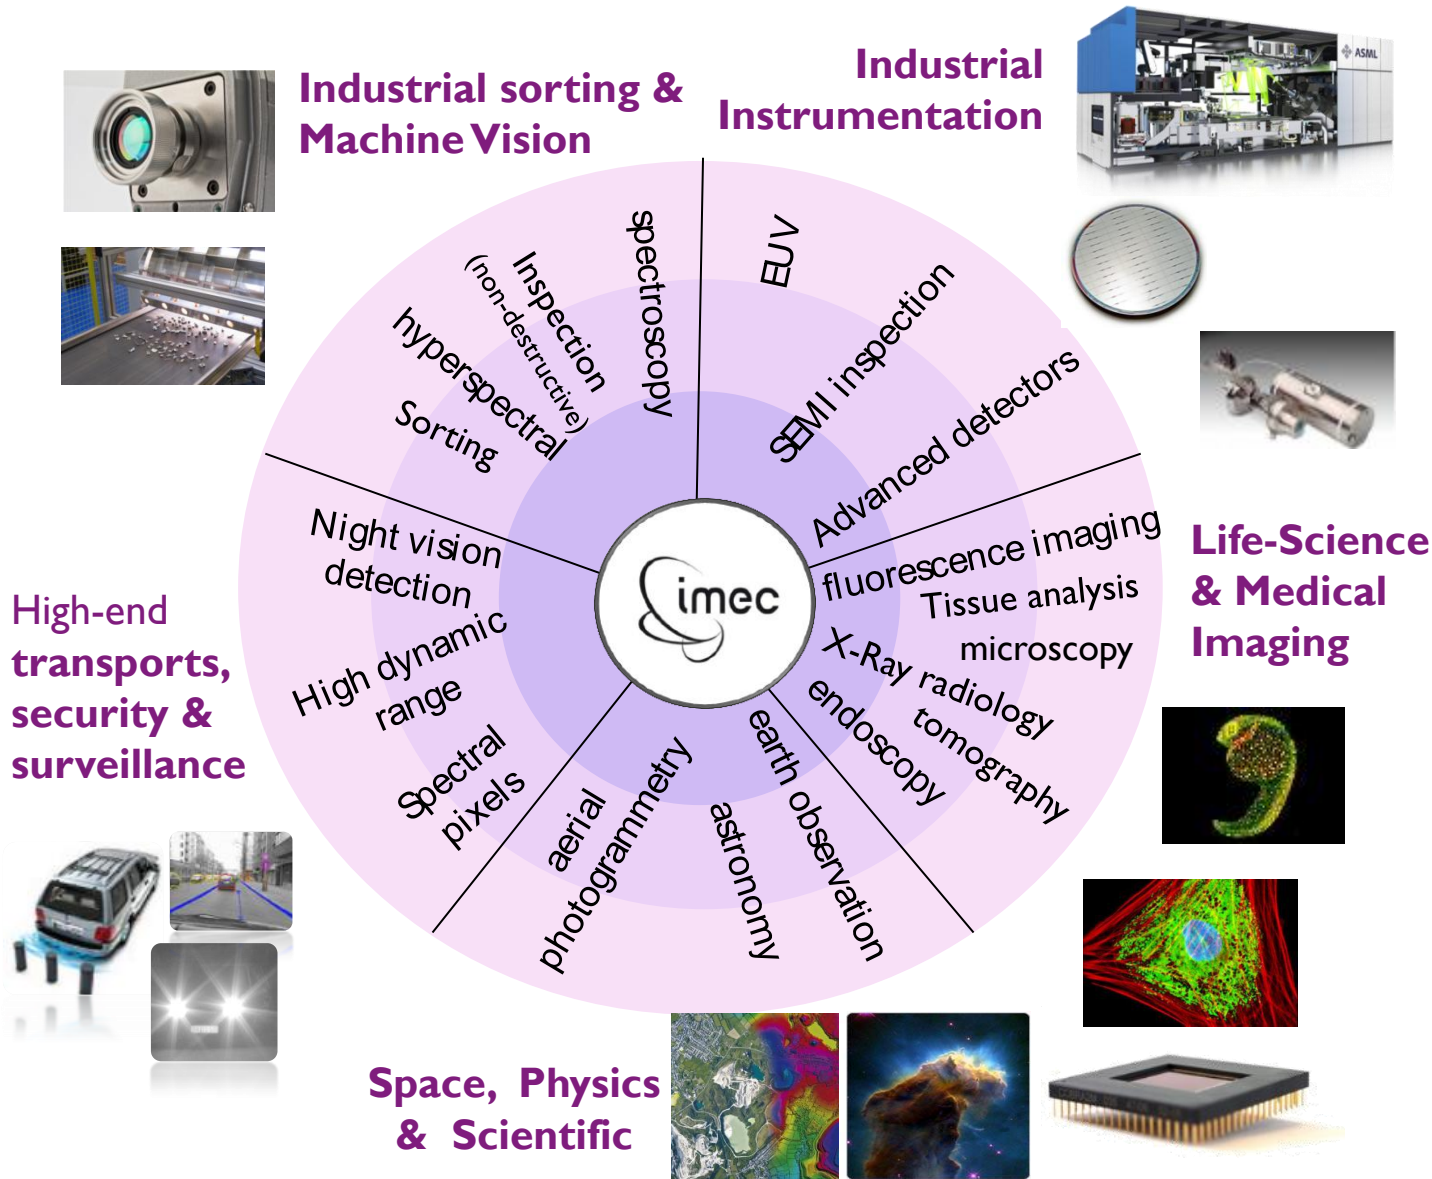 Industrial sorting &
Machine Vision
Industrial
Instrumentation
ASML
spectroscopy
Inspection
(non-destructive)
hyperspectral
Sorting
EUV
SEMI inspection
Advanced detectors
Night vision
detection
High dynamic
range
Spectral
pixels
imec
fluorescence imaging
Tissue analysis
microscopy
X-Ray radiology
tomography
endoscopy
earth observation
astronomy
aerial
photogrammetry
High-end
transports,
security &
surveillance
Life-Science
& Medical
Imaging
Space, Physics
& Scientific